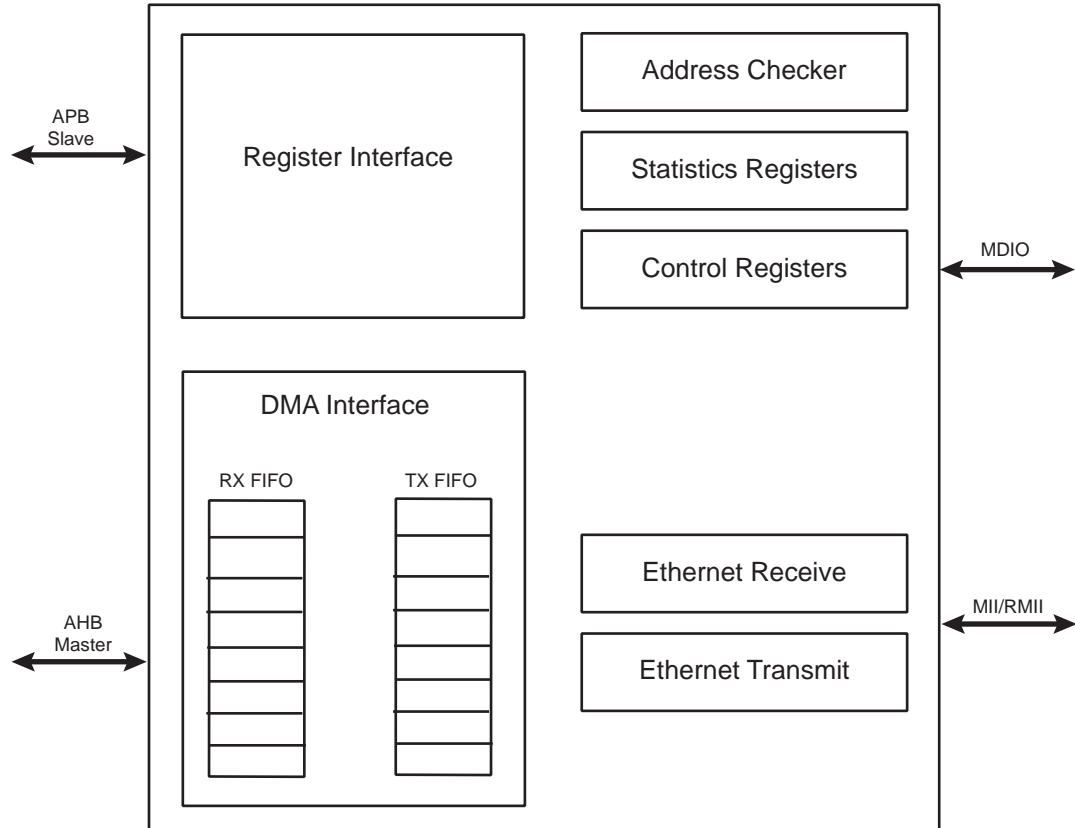 APB
Slave
Register Interface
Address Checker
Statistics Registers
Control Registers
MDIO
DMA Interface
RX FIFO
TX FIFO
AHB
Master
Ethernet Receive
Ethernet Transmit
MII/RMII